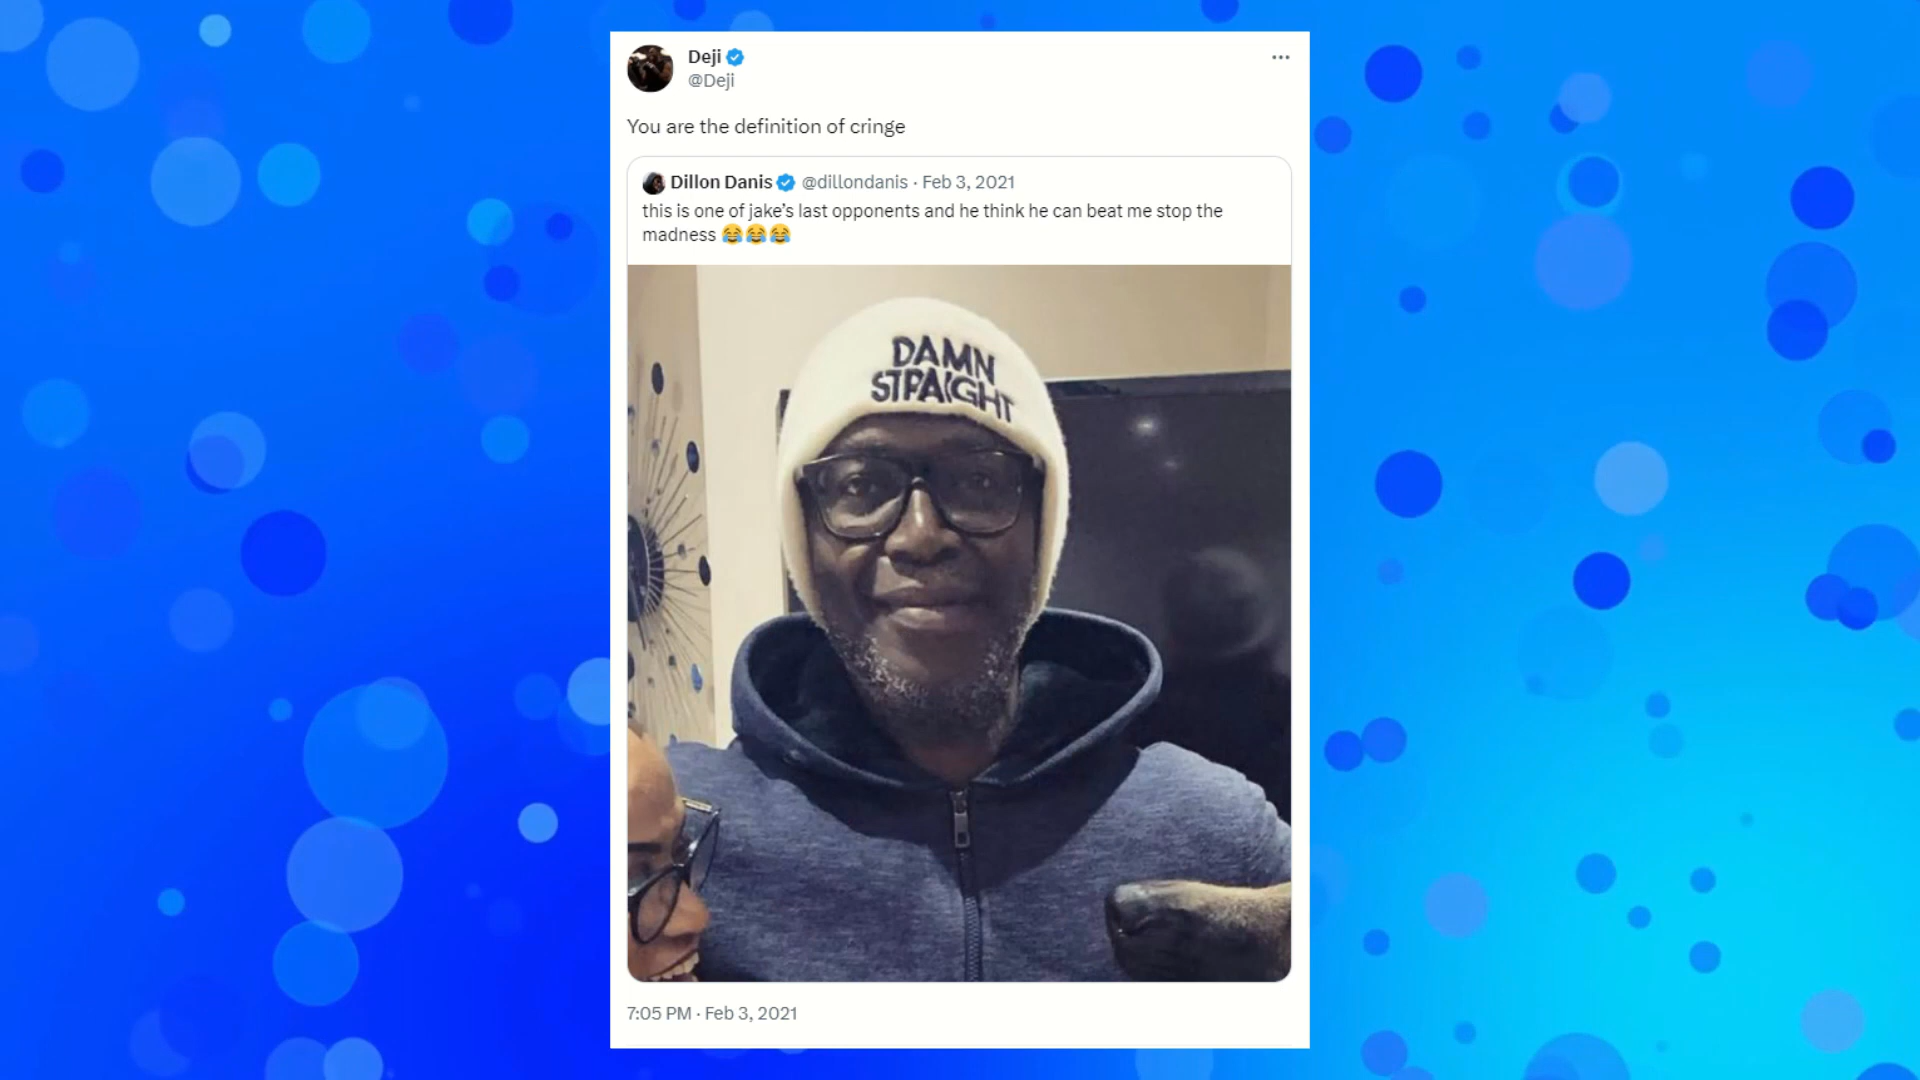 Deji
@Deji
You are the definition of cringe
Dillon Danis @dillondanis · Feb 3, 2021
this is one of jake’s last opponents and he think he can beat me stop the
madness 😂😂😂
DAMN
STRAIGHT
7:05 PM · Feb 3, 2021